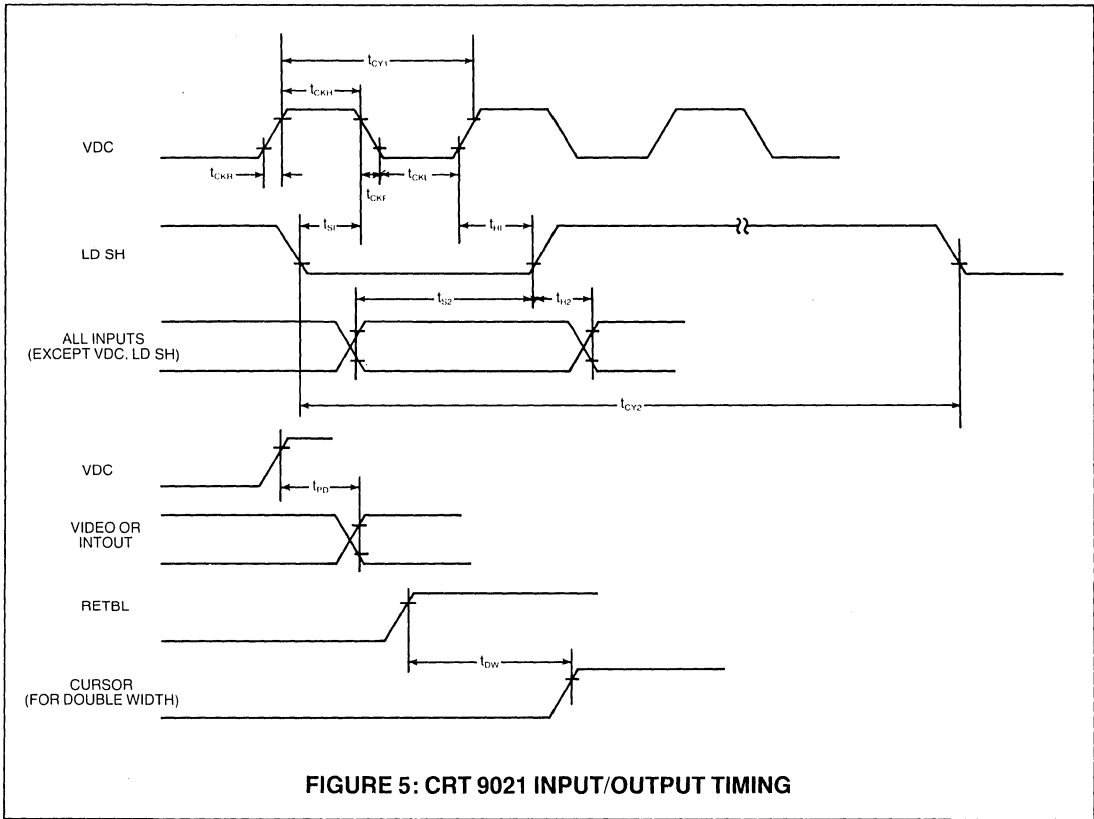 tCY1
tCKH
VDC
tCKR
tCKL
tCKF
tS1
tH1
LD SH
tS2
tH2
ALL INPUTS
(EXCEPT VDC, LD SH)
tCY2
VDC
tPD
VIDEO OR
INTOUT
RETBL
tDW
CURSOR
(FOR DOUBLE WIDTH)
FIGURE 5: CRT 9021 INPUT/OUTPUT TIMING